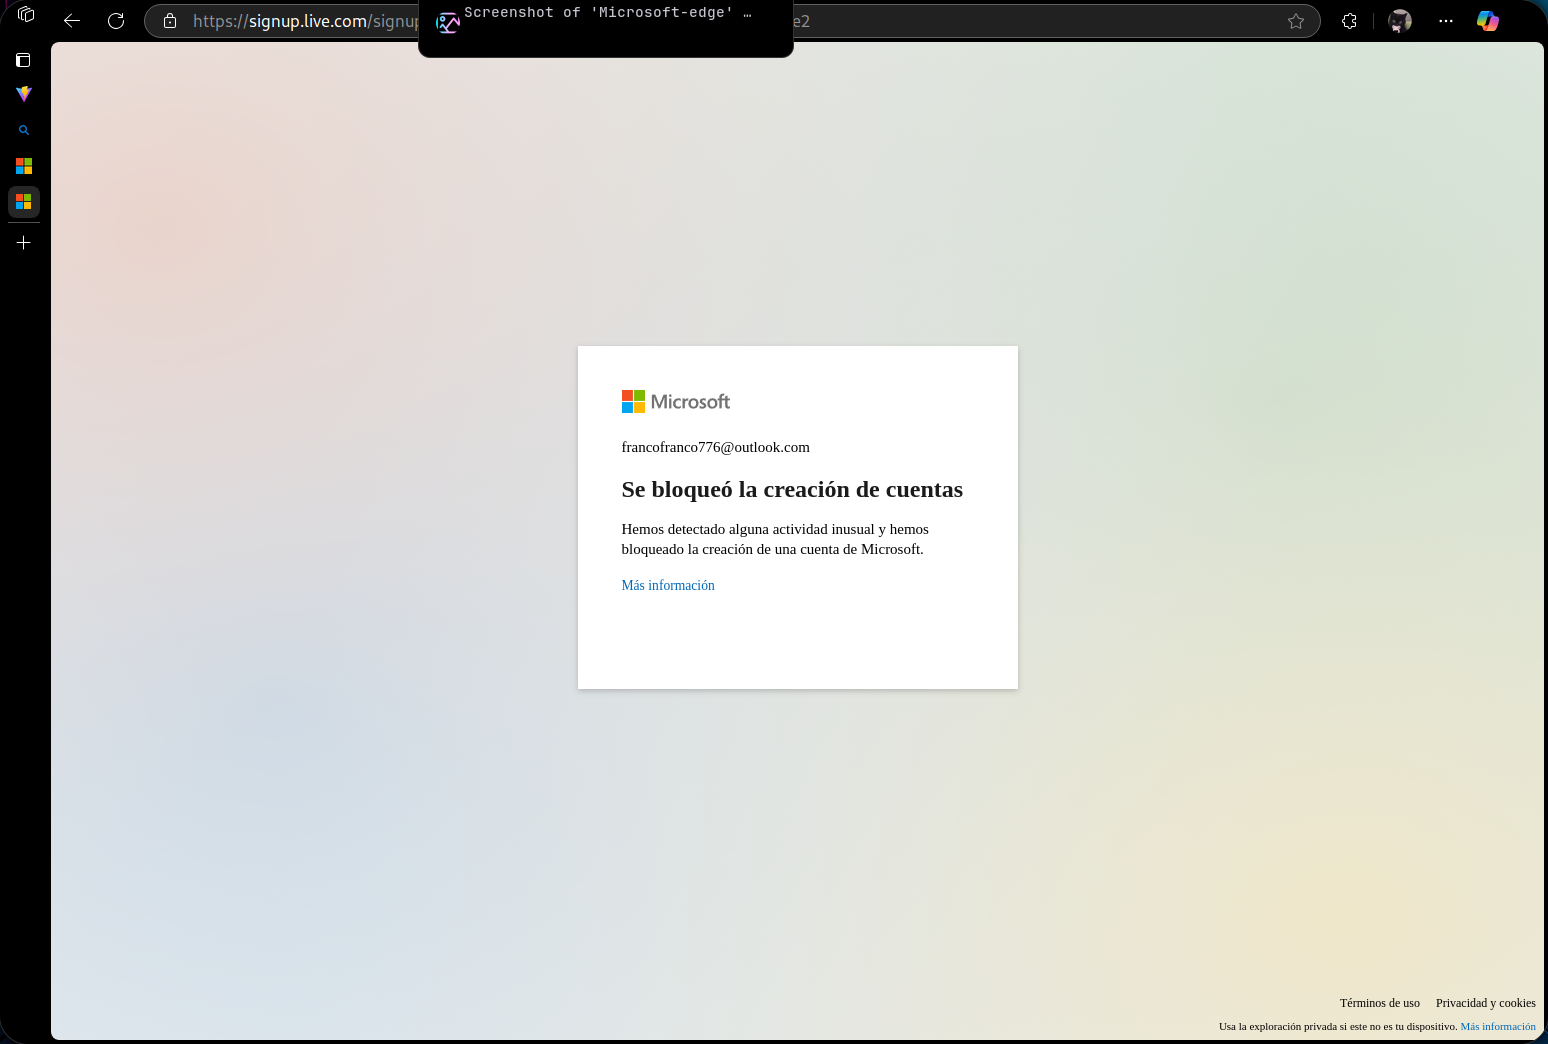 https://signup.live.com/signup
Screenshot of 'Microsoft-edge' …
e2
Microsoft
francofranco776@outlook.com
Se bloqueó la creación de cuentas
Hemos detectado alguna actividad inusual y hemos
bloqueado la creación de una cuenta de Microsoft.
Más información
Términos de uso Privacidad y cookies
Usa la exploración privada si este no es tu dispositivo. Más información